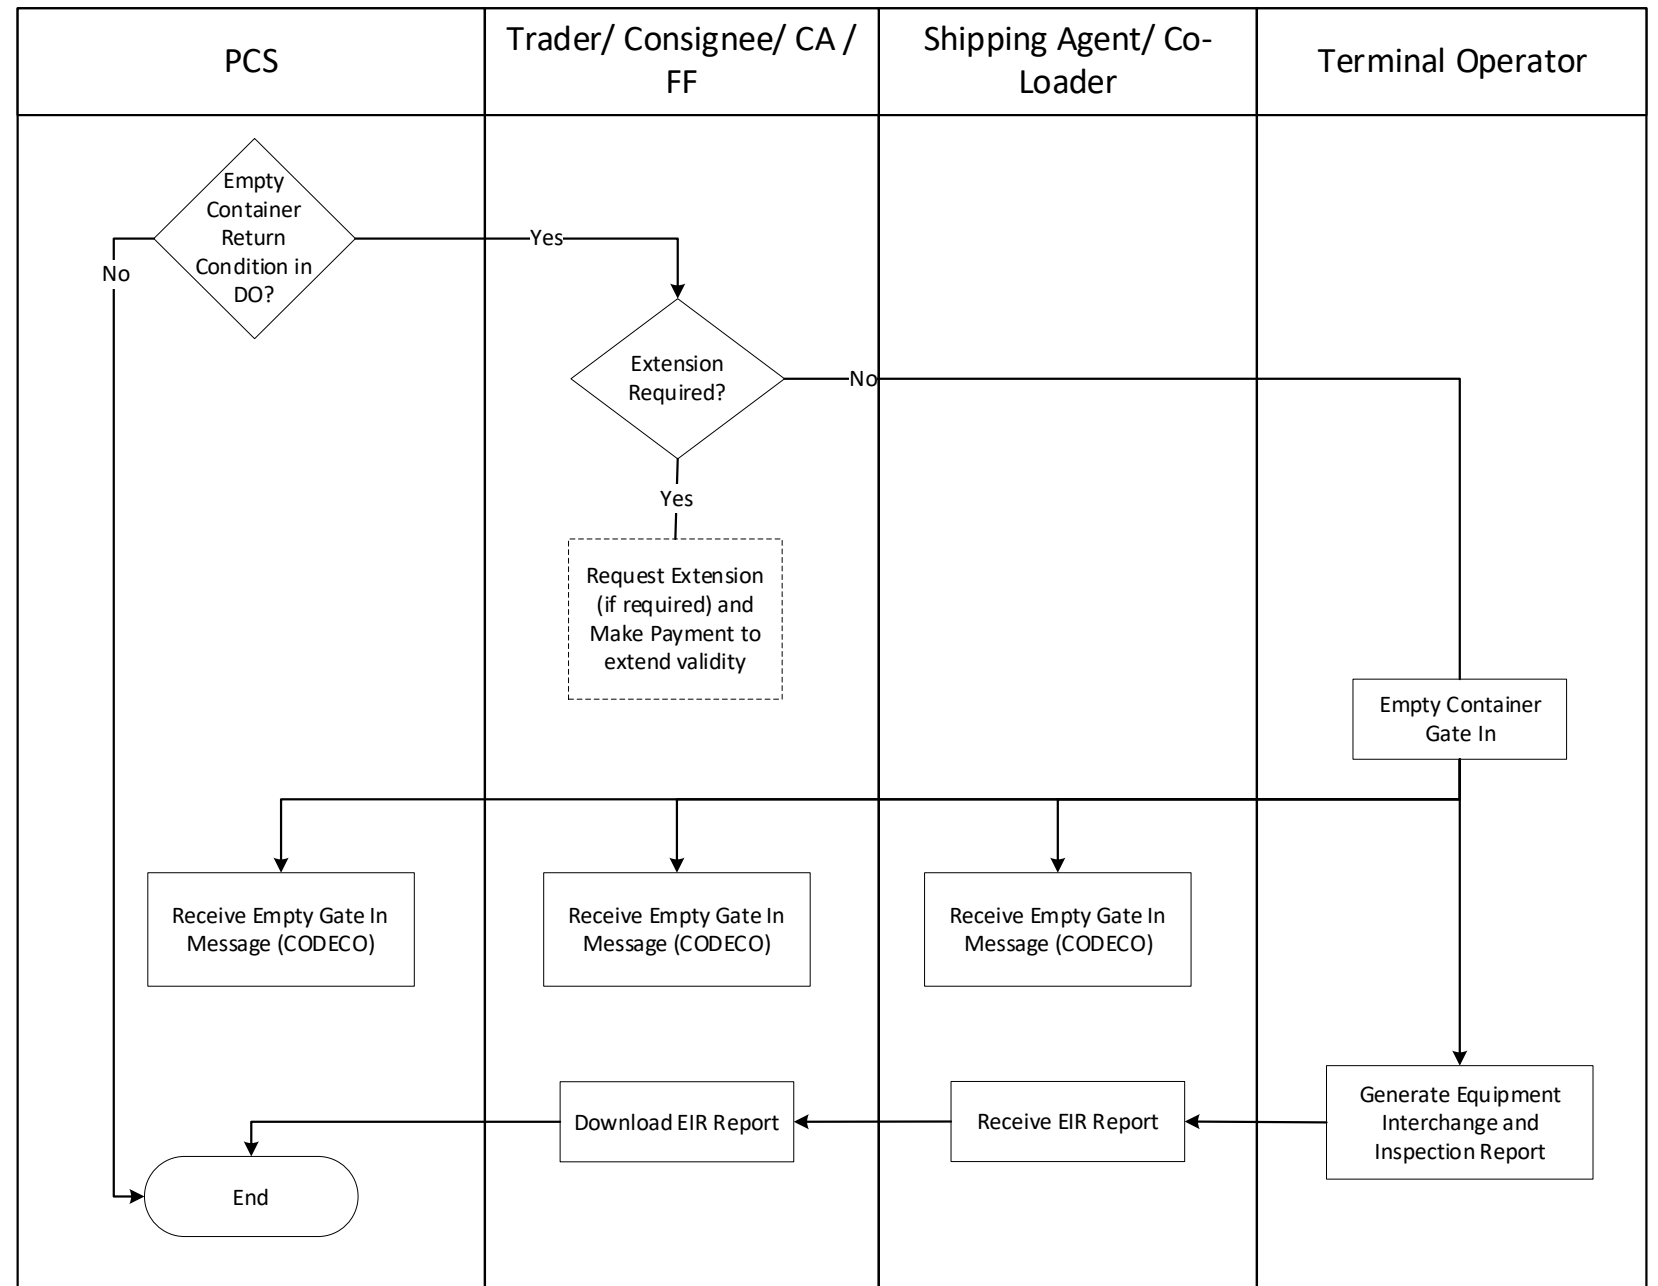 PCS
Trader/ Consignee/ CA /
FF
Shipping Agent/ Co-
Loader
Terminal Operator
Empty
Container
Return
Condition in
DO?
Yes
No
Extension
Required?
No
Yes
Request Extension
(if required) and
Make Payment to
extend validity
Empty Container
Gate In
Receive Empty Gate In
Message (CODECO)
Receive Empty Gate In
Message (CODECO)
Receive Empty Gate In
Message (CODECO)
Generate Equipment
Interchange and
Inspection Report
Receive EIR Report
Download EIR Report
End